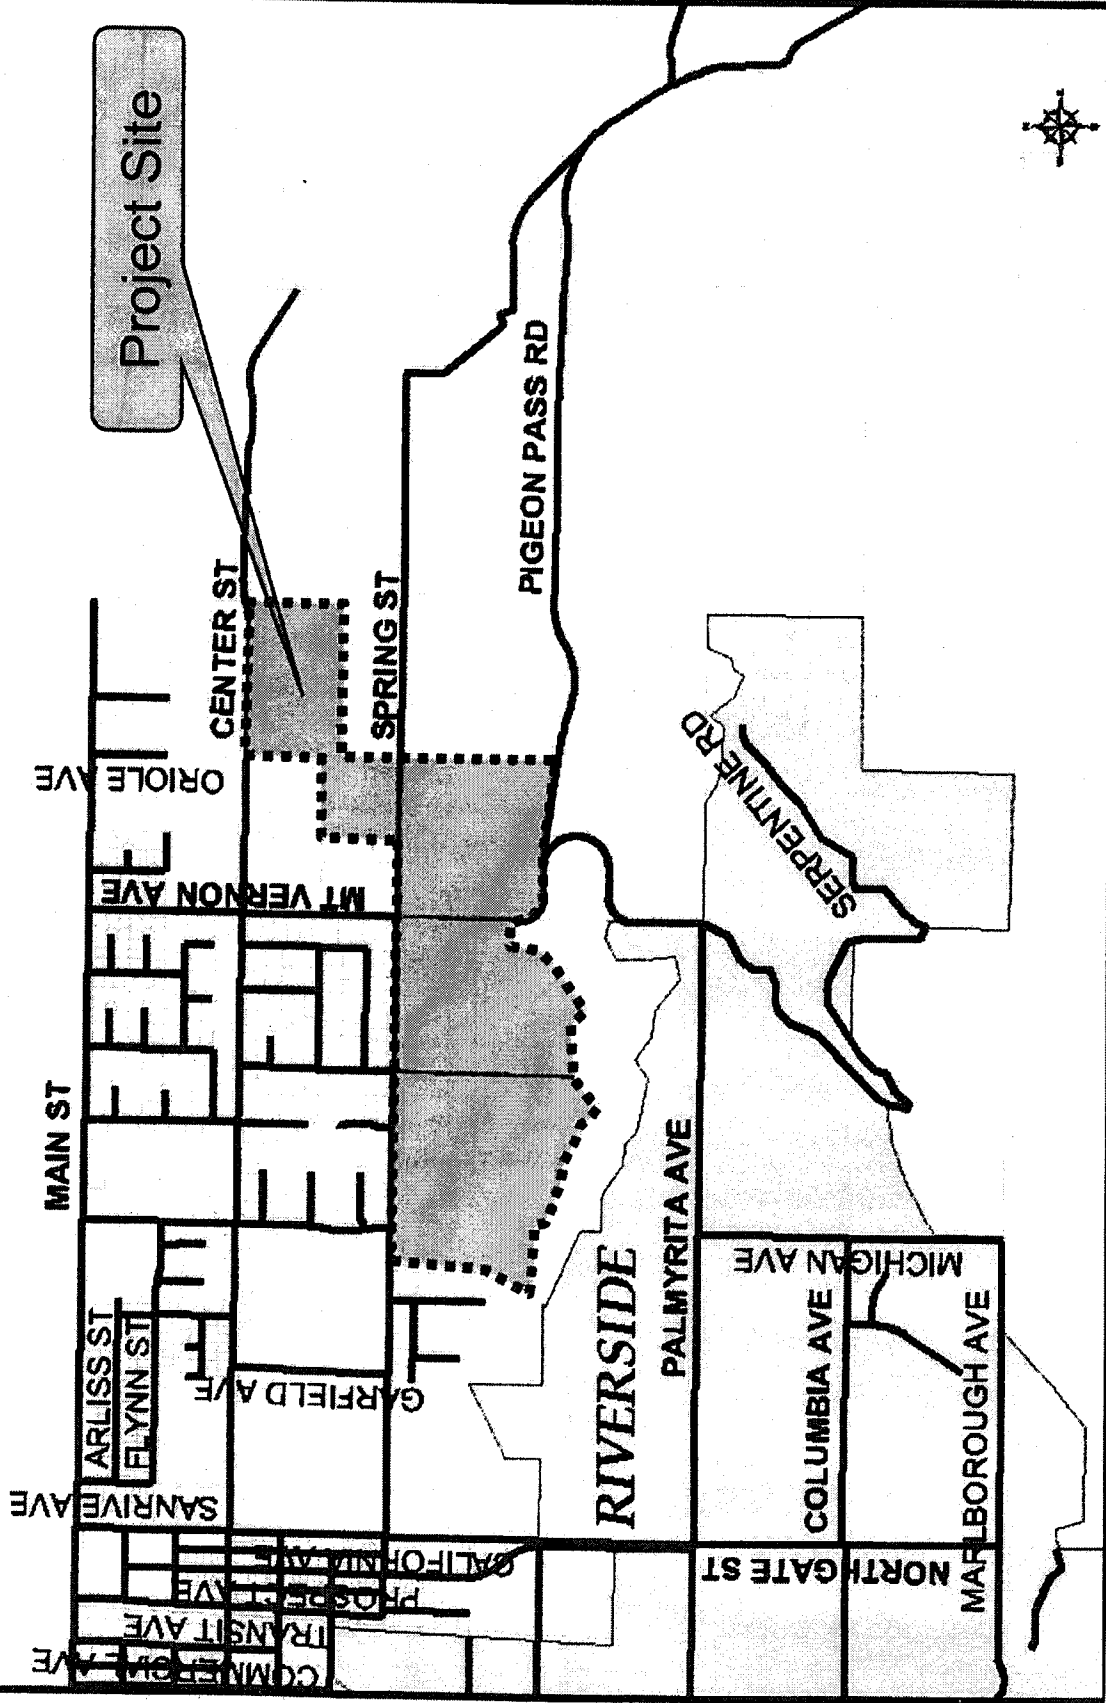 Project Site
CENTER ST
SPRING ST
PIGEON PASS RD
ORIOLE AVE
MT VERNON AVE
SERPENTINE RD
MAIN ST
PALMYRITA AVE
RIVERSIDE
MICHIGAN AVE
ARLISS ST
FLYNN ST
GARFIELD AVE
COLUMBIA AVE
MARLBOROUGH AVE
SANRIVE AVE
CALIFORNIA AVE
PROSPECT AVE
TRANSIT AVE
COMMERCIAL AVE
NORTHGATE ST